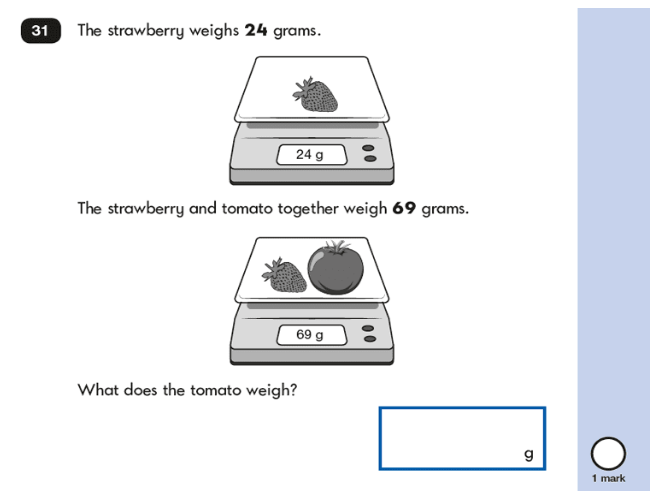 31
The strawberry weighs 24 grams.
24 g
The strawberry and tomato together weigh 69 grams.
69 g
What does the tomato weigh?
g
1 mark